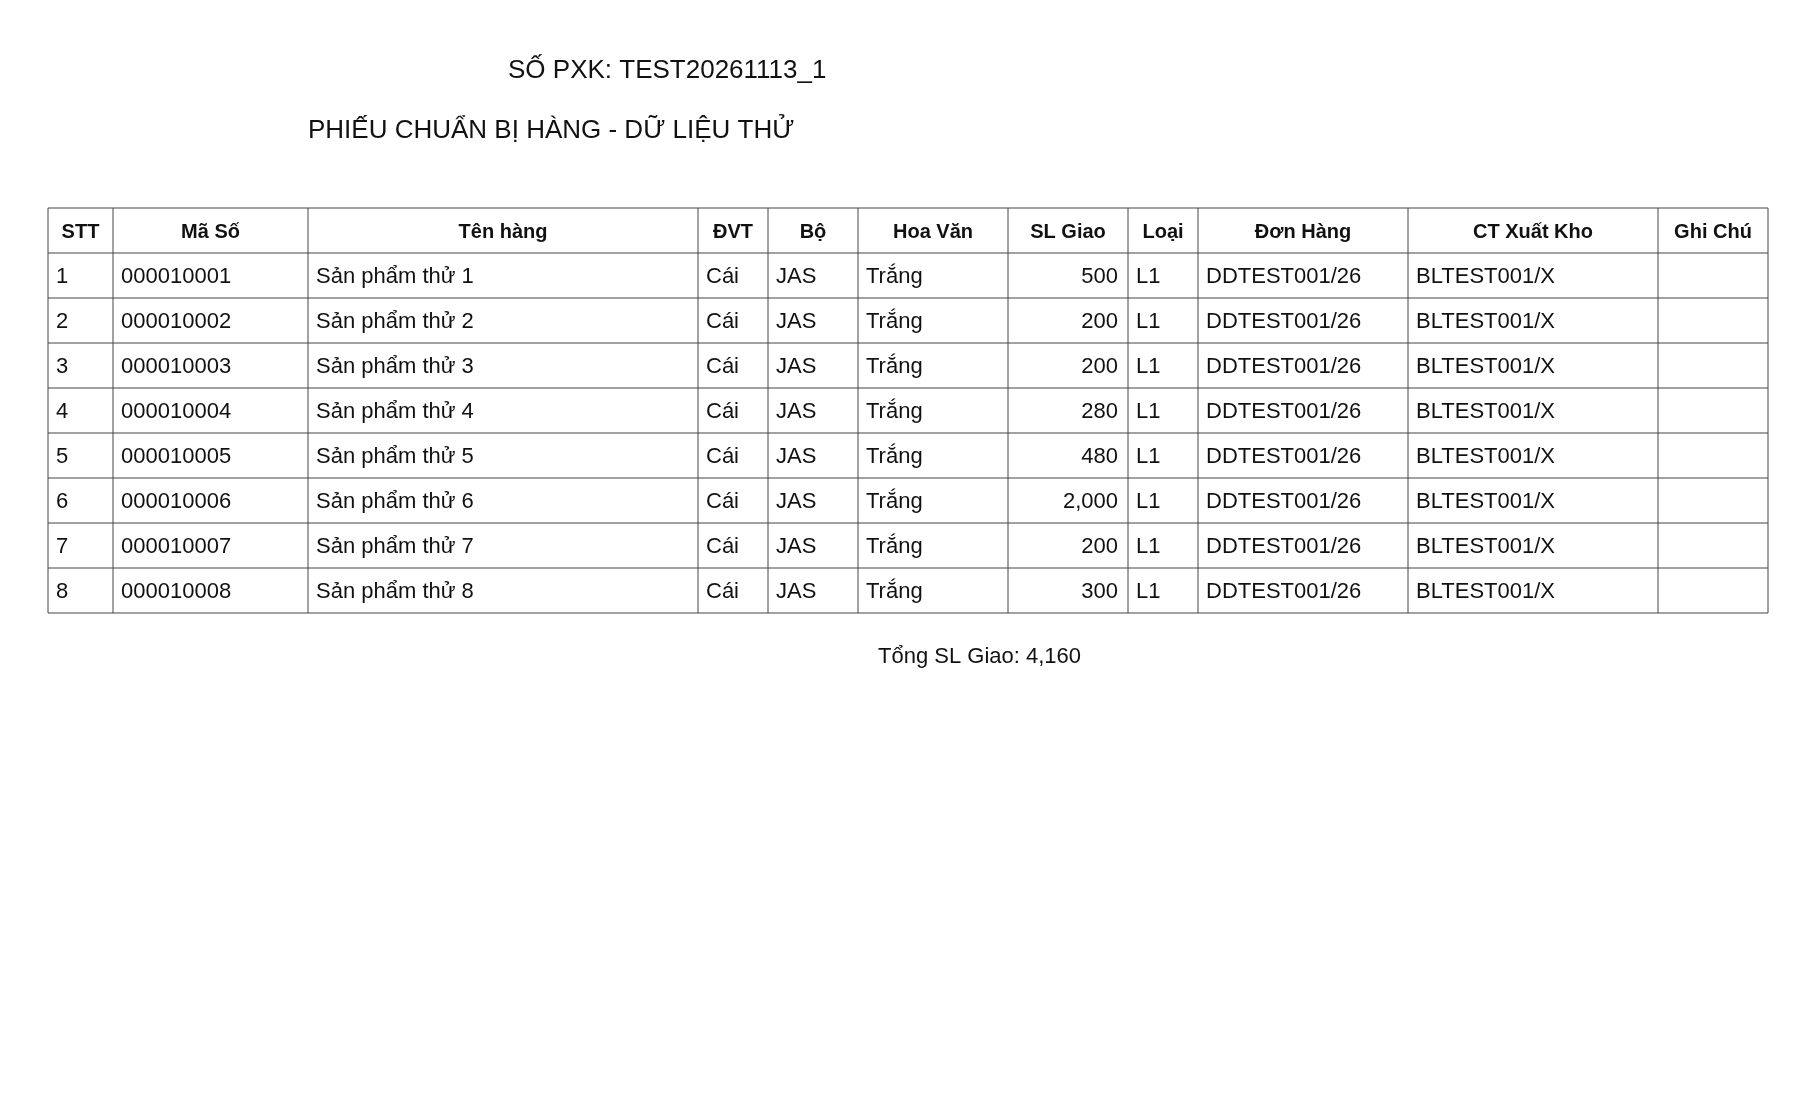 SỐ PXK: TEST20261113_1
PHIẾU CHUẨN BỊ HÀNG - DỮ LIỆU THỬ
STT Mã Số Tên hàng ĐVT Bộ Hoa Văn SL Giao Loại Đơn Hàng CT Xuất Kho Ghi Chú
1 000010001 Sản phẩm thử 1 Cái JAS Trắng 500 L1 DDTEST001/26 BLTEST001/X
2 000010002 Sản phẩm thử 2 Cái JAS Trắng 200 L1 DDTEST001/26 BLTEST001/X
3 000010003 Sản phẩm thử 3 Cái JAS Trắng 200 L1 DDTEST001/26 BLTEST001/X
4 000010004 Sản phẩm thử 4 Cái JAS Trắng 280 L1 DDTEST001/26 BLTEST001/X
5 000010005 Sản phẩm thử 5 Cái JAS Trắng 480 L1 DDTEST001/26 BLTEST001/X
6 000010006 Sản phẩm thử 6 Cái JAS Trắng 2,000 L1 DDTEST001/26 BLTEST001/X
7 000010007 Sản phẩm thử 7 Cái JAS Trắng 200 L1 DDTEST001/26 BLTEST001/X
8 000010008 Sản phẩm thử 8 Cái JAS Trắng 300 L1 DDTEST001/26 BLTEST001/X
Tổng SL Giao: 4,160